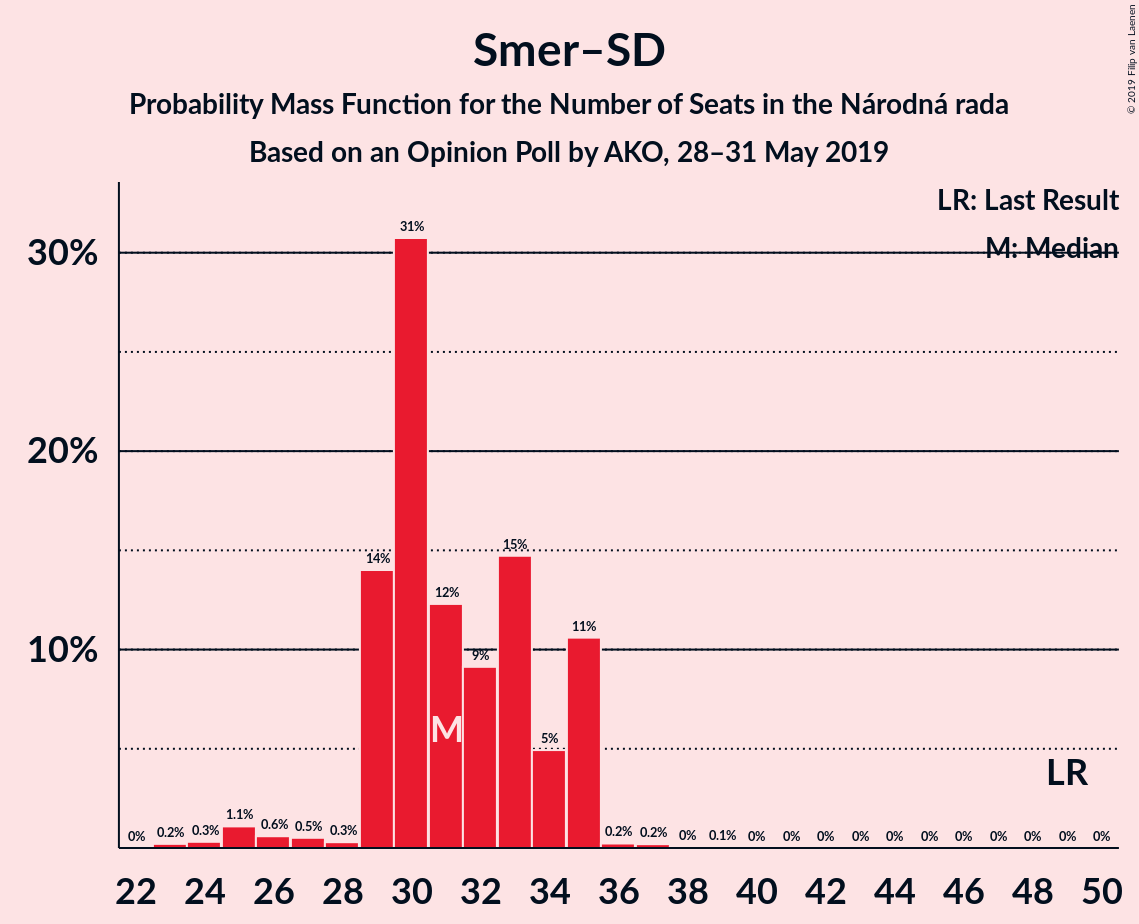 Smer–SD
Probability Mass Function for the Number of Seats in the Národná rada
Based on an Opinion Poll by AKO, 28–31 May 2019
© 2019 Filip van Laenen
LR: Last Result
M: Median
30%
20%
10%
0% 0.2% 0.3% 1.1% 0.6% 0.5% 0.3% 14% 31% 12% 9% 15% 5% 11% 0.2% 0.2% 0% 0.1% 0% 0% 0% 0% 0% 0% 0% 0% 0% 0% 0%
M
LR
22 24 26 28 30 32 34 36 38 40 42 44 46 48 50